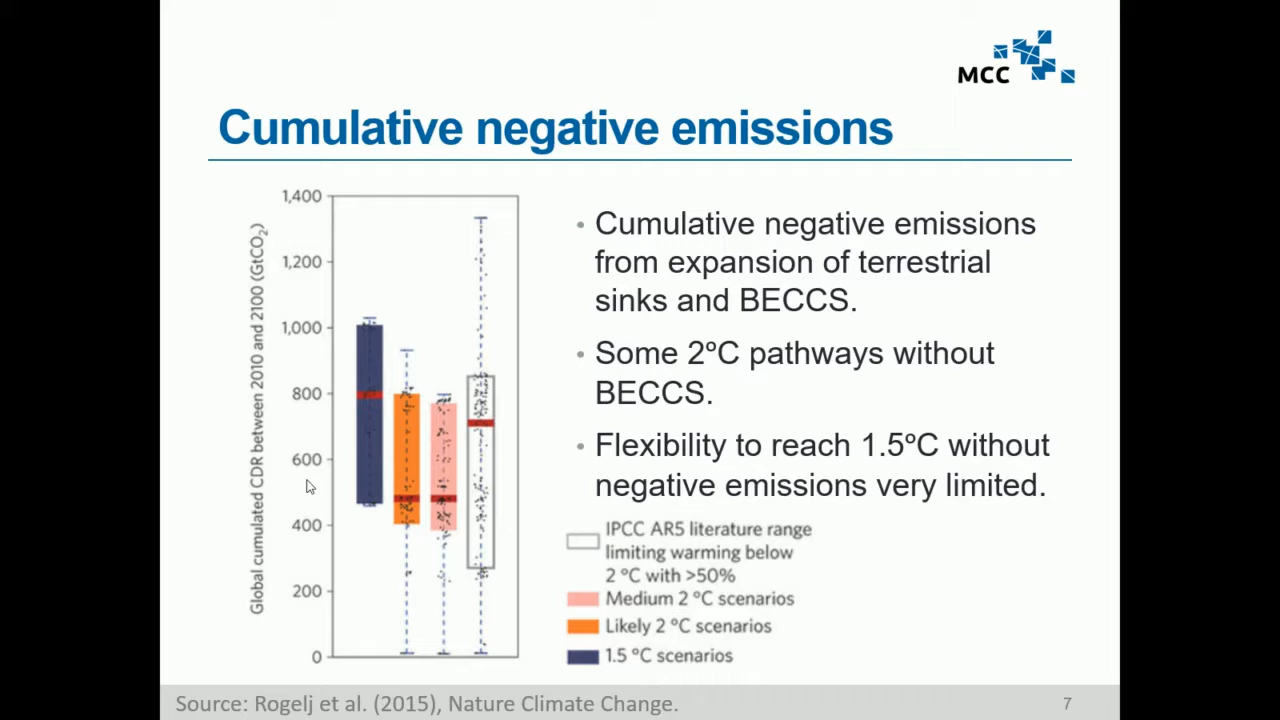 MCC
Cumulative negative emissions
Global cumulated CDR between 2010 and 2100 (GtCO₂)
1,400
1,200
1,000
800
600
400
200
0
• Cumulative negative emissions
from expansion of terrestrial
sinks and BECCS.
• Some 2°C pathways without
BECCS.
• Flexibility to reach 1.5°C without
negative emissions very limited.
IPCC AR5 literature range
limiting warming below
2 °C with >50%
Medium 2 °C scenarios
Likely 2 °C scenarios
1.5 °C scenarios
Source: Rogelj et al. (2015), Nature Climate Change.
7